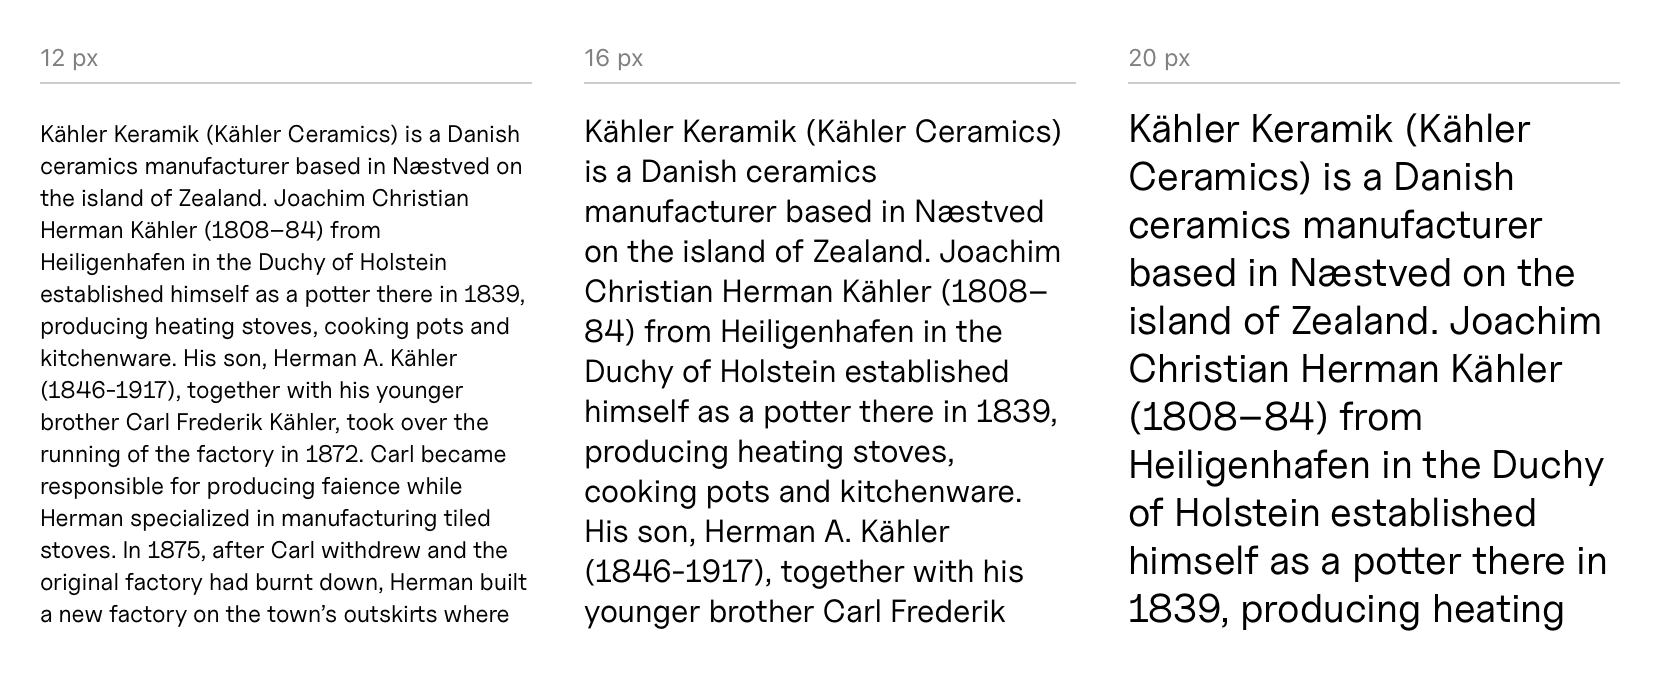 12 px
Kähler Keramik (Kähler Ceramics) is a Danish
ceramics manufacturer based in Næstved on
the island of Zealand. Joachim Christian
Herman Kähler (1808–84) from
Heiligenhafen in the Duchy of Holstein
established himself as a potter there in 1839,
producing heating stoves, cooking pots and
kitchenware. His son, Herman A. Kähler
(1846-1917), together with his younger
brother Carl Frederik Kähler, took over the
running of the factory in 1872. Carl became
responsible for producing faience while
Herman specialized in manufacturing tiled
stoves. In 1875, after Carl withdrew and the
original factory had burnt down, Herman built
a new factory on the town’s outskirts where
16 px
Kähler Keramik (Kähler Ceramics)
is a Danish ceramics
manufacturer based in Næstved
on the island of Zealand. Joachim
Christian Herman Kähler (1808–
84) from Heiligenhafen in the
Duchy of Holstein established
himself as a potter there in 1839,
producing heating stoves,
cooking pots and kitchenware.
His son, Herman A. Kähler
(1846-1917), together with his
younger brother Carl Frederik
20 px
Kähler Keramik (Kähler
Ceramics) is a Danish
ceramics manufacturer
based in Næstved on the
island of Zealand. Joachim
Christian Herman Kähler
(1808–84) from
Heiligenhafen in the Duchy
of Holstein established
himself as a potter there in
1839, producing heating